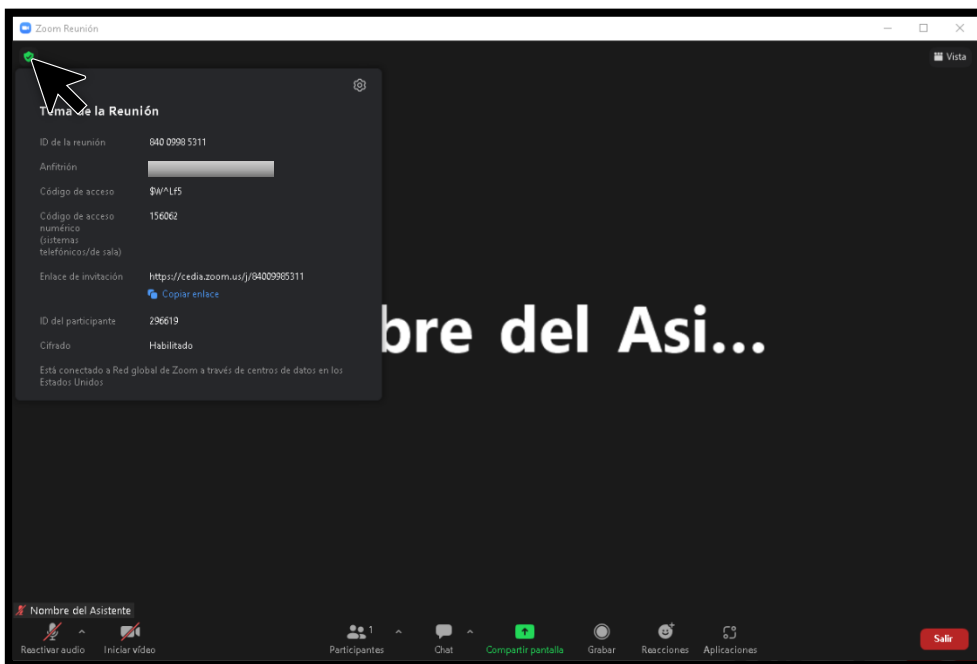 Zoom Reunión
Vista
Tema de la Reunión
ID de la reunión 840 0998 5311
Anfitrión
Código de acceso $W^Lf5
Código de acceso 156062
numérico
(sistemas
telefónicos/de sala)
Enlace de invitación https://cedia.zoom.us/j/84009985311
Copiar enlace
ID del participante 296619
Cifrado Habilitado
Está conectado a Red global de Zoom a través de centros de datos en los
Estados Unidos
bre del Asi...
Nombre del Asistente
1
Reactivar audio Iniciar vídeo Participantes Chat Compartir pantalla Grabar Reacciones Aplicaciones Salir